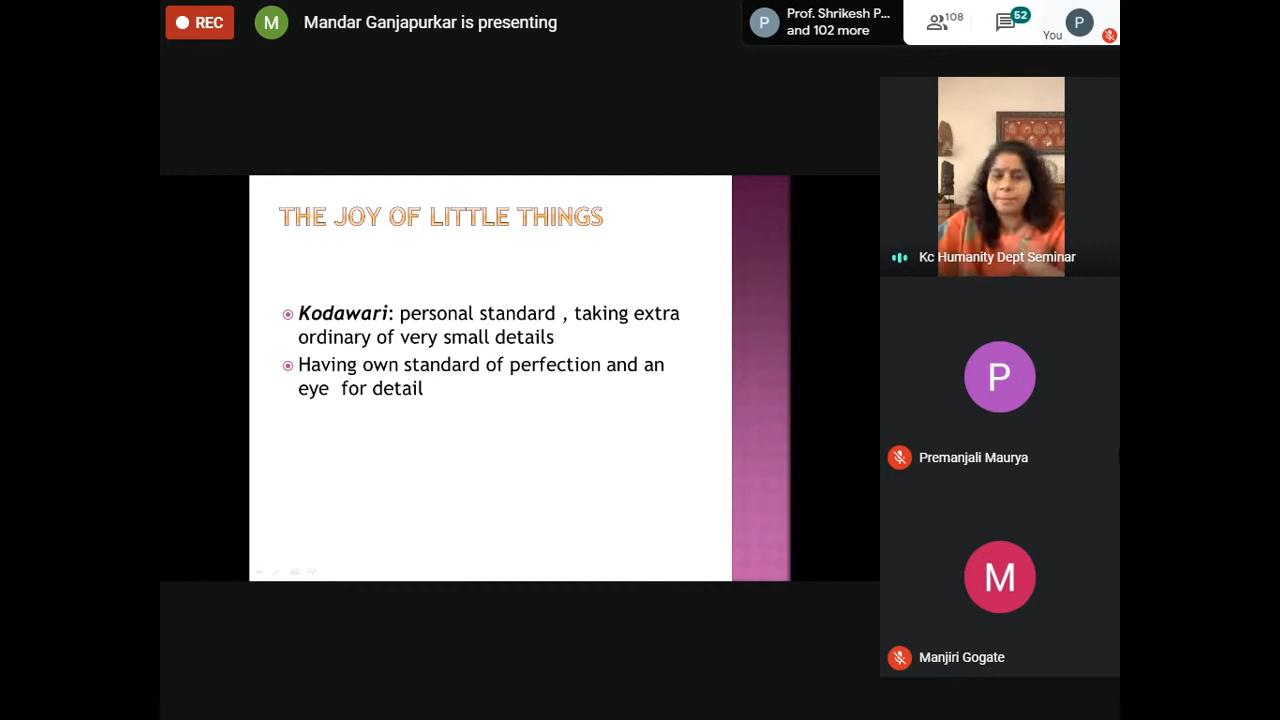 REC
M
Mandar Ganjapurkar is presenting
P
Prof. Shrikesh P...
and 102 more
108
52
You
P
THE JOY OF LITTLE THINGS
Kodawari: personal standard , taking extra
ordinary of very small details
Having own standard of perfection and an
eye for detail
Kc Humanity Dept Seminar
P
Premanjali Maurya
M
Manjiri Gogate